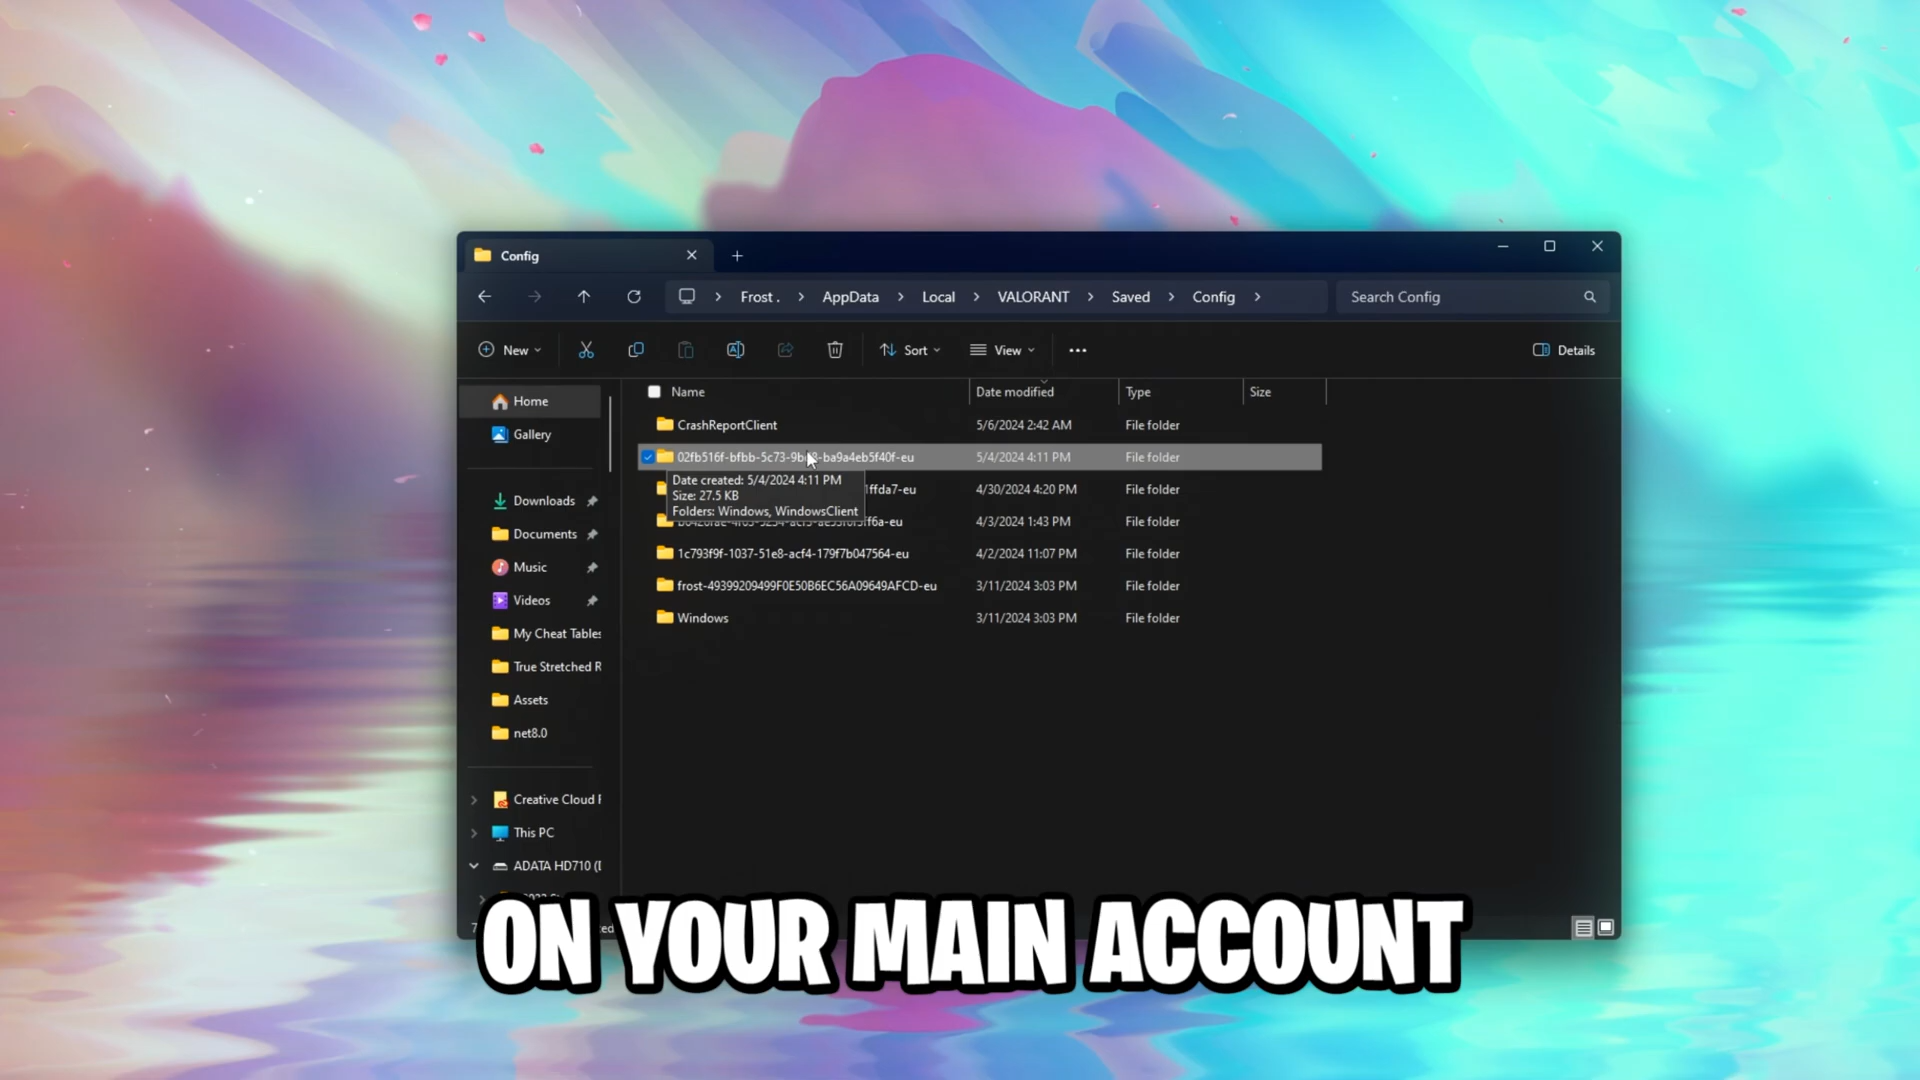 Config
Frost . > AppData > Local > VALORANT > Saved > Config >
Search Config
New
Sort
View
Details
Name Date modified Type Size
Home
Gallery
Downloads
Documents
Music
Videos
My Cheat Tables
True Stretched R
Assets
net8.0
Creative Cloud F
This PC
ADATA HD710 (
CrashReportClient 5/6/2024 2:42 AM File folder
5/4/2024 4:11 PM File folder
Date created: 5/4/2024 4:11 PM
Size: 27.5 KB
Folders: Windows, WindowsClient
1ffda7-eu 4/30/2024 4:20 PM File folder
4/3/2024 1:43 PM File folder
1c793f9f-1037-51e8-acf4-179f7b047564-eu 4/2/2024 11:07 PM File folder
frost-49399209499F0E50B6EC56A09649AFCD-eu 3/11/2024 3:03 PM File folder
Windows 3/11/2024 3:03 PM File folder
ON YOUR MAIN ACCOUNT